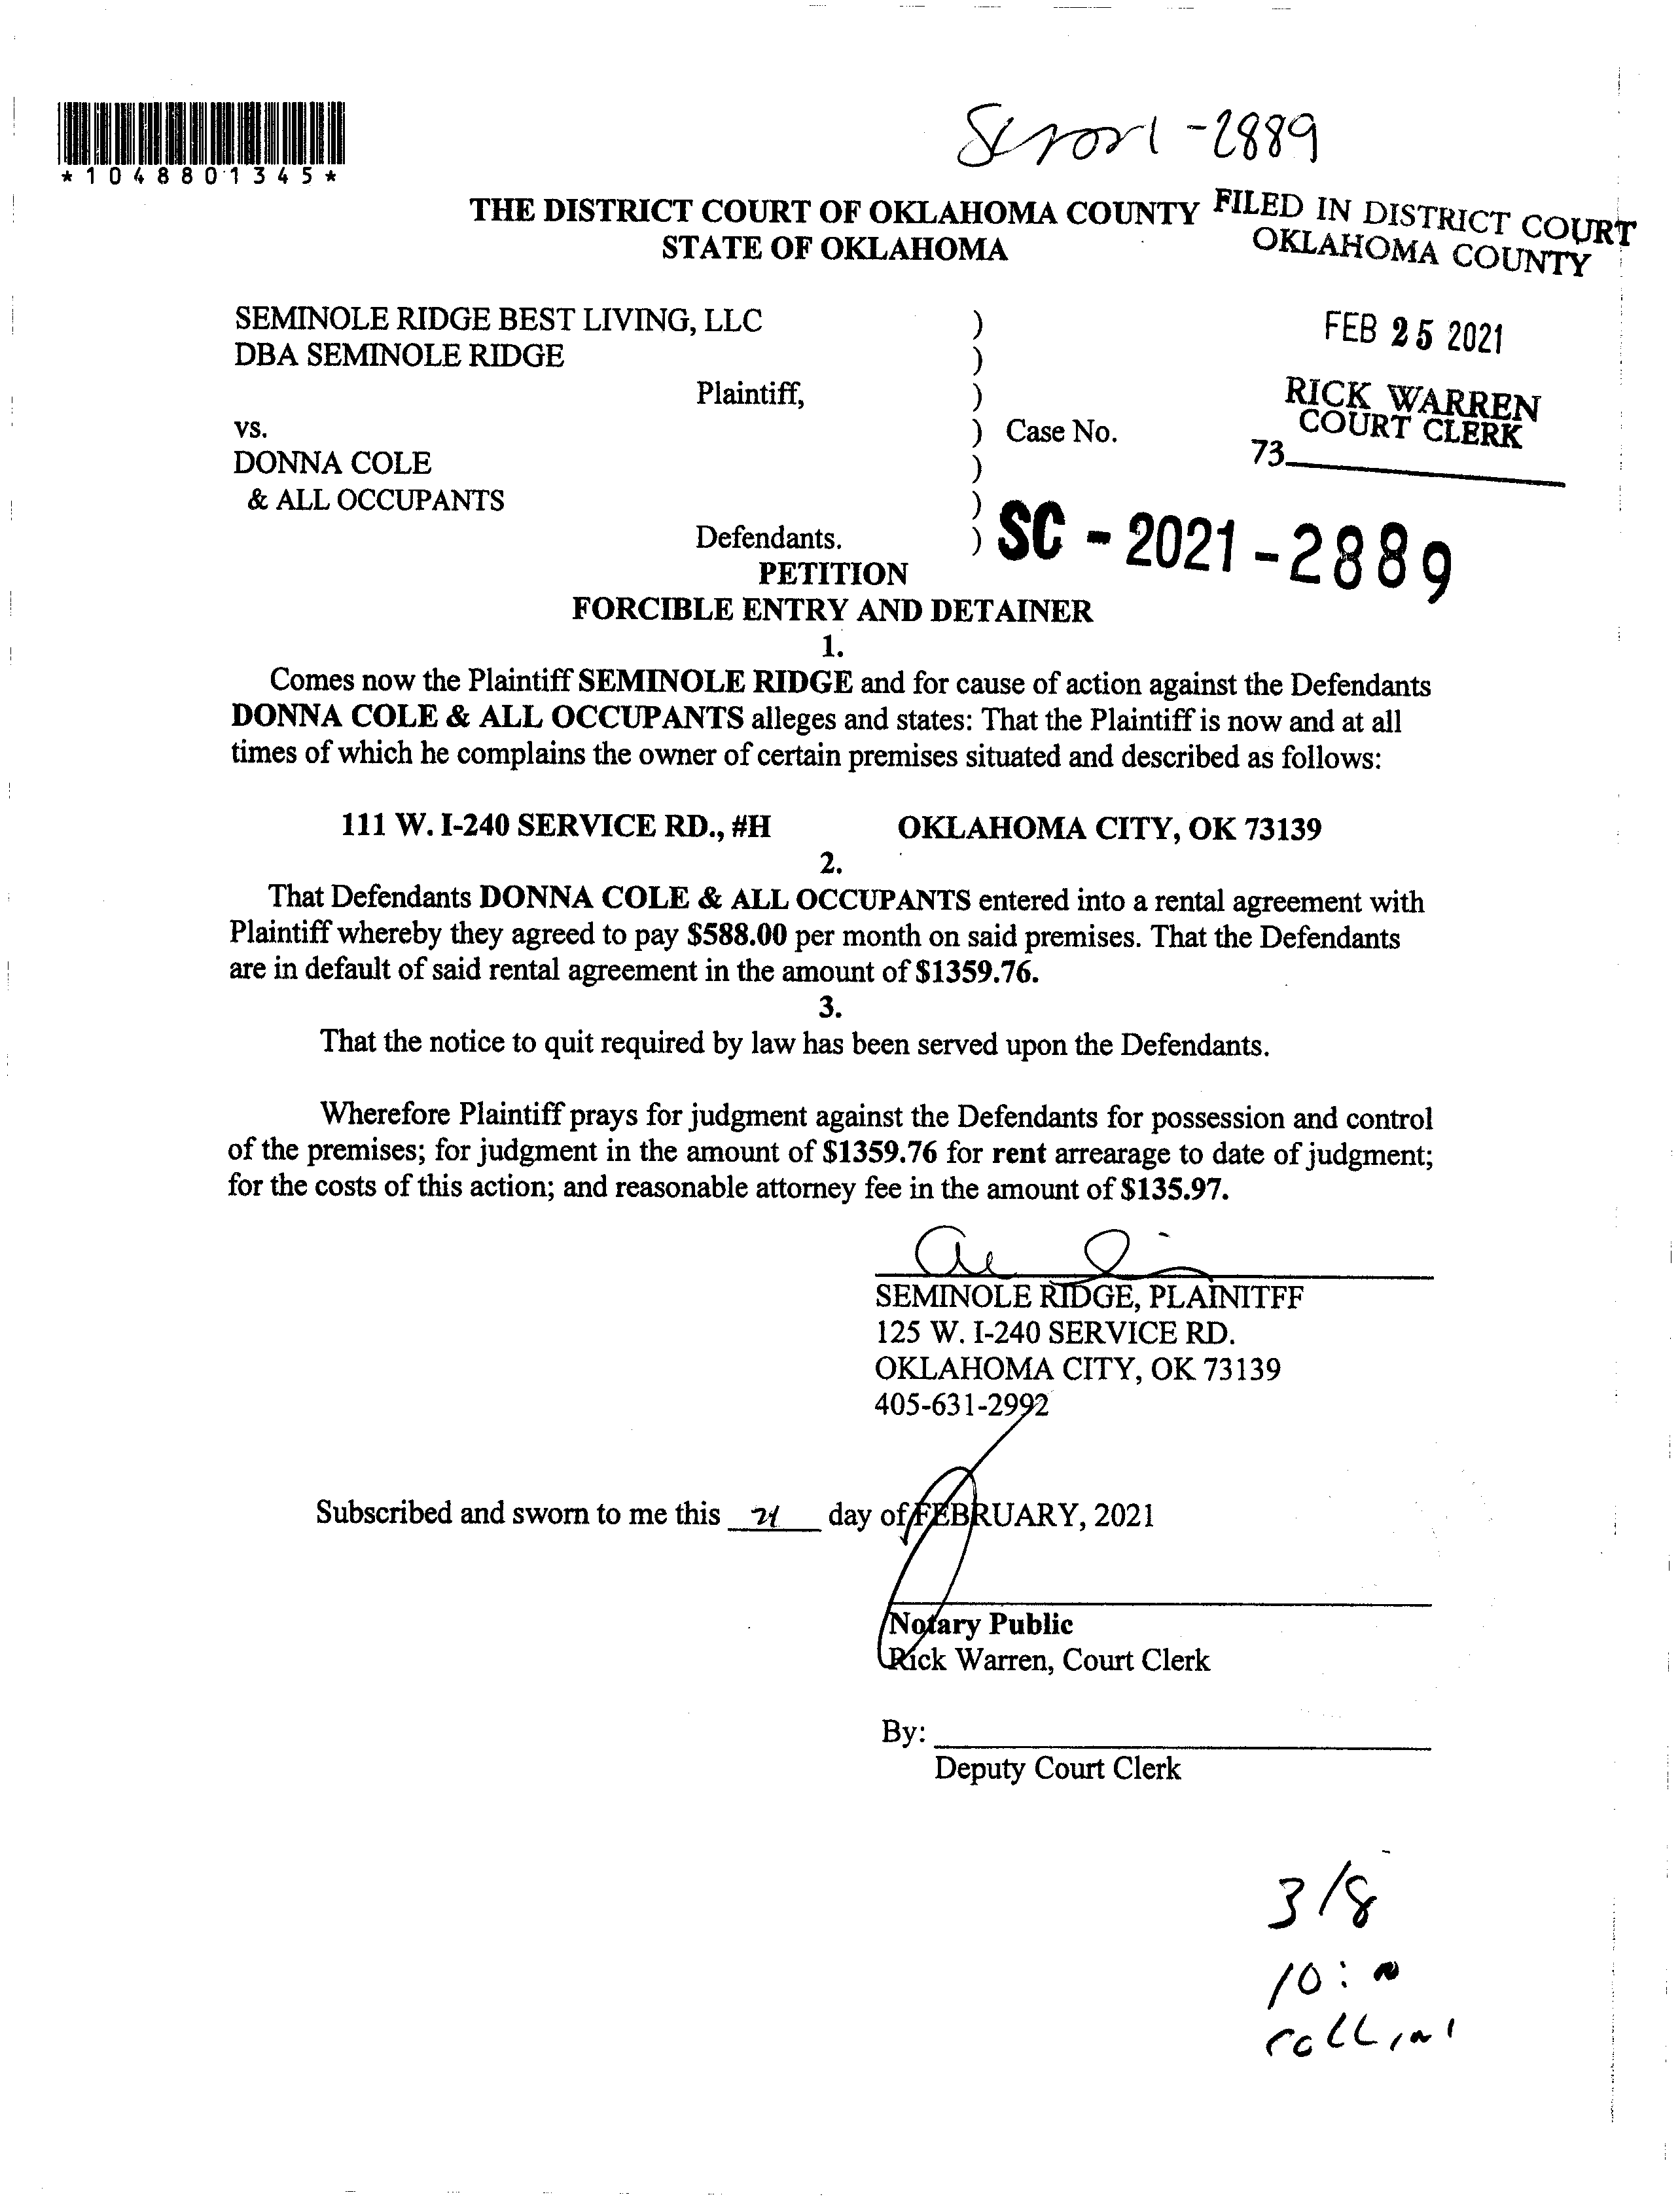 *1048801345*
-2889
THE DISTRICT COURT OF OKLAHOMA COUNTY
STATE OF OKLAHOMA
FILED IN DISTRICT COURT
OKLAHOMA COUNTY
FEB 25 2021
RICK WARREN
COURT CLERK
73
SEMINOLE RIDGE BEST LIVING, LLC )
DBA SEMINOLE RIDGE )
Plaintiff, )
vs. ) Case No.
DONNA COLE )
& ALL OCCUPANTS )
Defendants. )
SC - 2021 - 2889
PETITION
FORCIBLE ENTRY AND DETAINER
1.
Comes now the Plaintiff SEMINOLE RIDGE and for cause of action against the Defendants
DONNA COLE & ALL OCCUPANTS alleges and states: That the Plaintiff is now and at all
times of which he complains the owner of certain premises situated and described as follows:
111 W. I-240 SERVICE RD., #H OKLAHOMA CITY, OK 73139
2.
That Defendants DONNA COLE & ALL OCCUPANTS entered into a rental agreement with
Plaintiff whereby they agreed to pay $588.00 per month on said premises. That the Defendants
are in default of said rental agreement in the amount of $1359.76.
3.
That the notice to quit required by law has been served upon the Defendants.
Wherefore Plaintiff prays for judgment against the Defendants for possession and control
of the premises; for judgment in the amount of $1359.76 for rent arrearage to date of judgment;
for the costs of this action; and reasonable attorney fee in the amount of $135.97.
SEMINOLE RIDGE, PLAINITFF
125 W. I-240 SERVICE RD.
OKLAHOMA CITY, OK 73139
405-631-2992
Subscribed and sworn to me this day of FEBRUARY, 2021
Notary Public
Rick Warren, Court Clerk
By:
Deputy Court Clerk
3/8